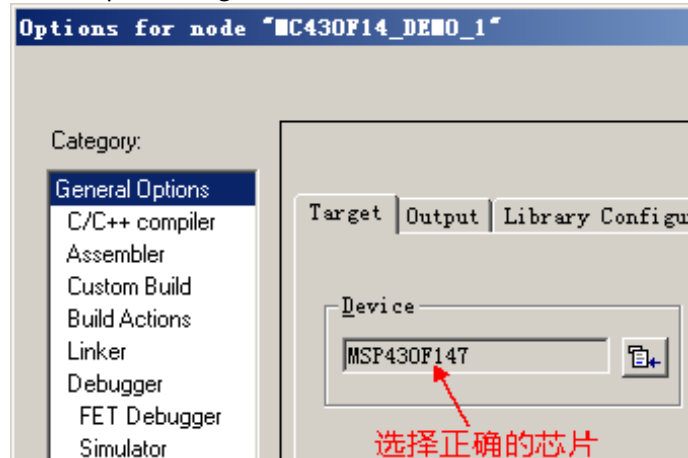 Options for node "MC430F14_DEMO_1"
Category:
General Options
C/C++ compiler
Assembler
Custom Build
Build Actions
Linker
Debugger
FET Debugger
Simulator
Target
Output
Library Configu
Device
MSP430F147
选择正确的芯片